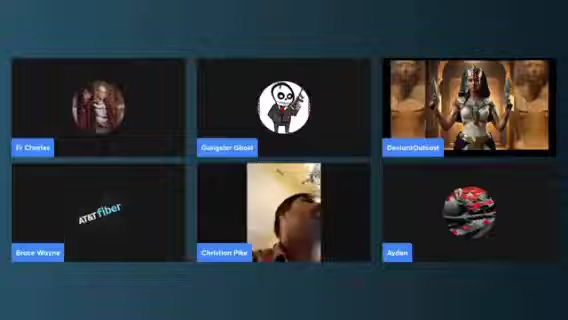 Fr Charles
Gangster Ghost
DeviantOutcast
AT&T fiber
Bruce Wayne
Christian Pike
Aydan